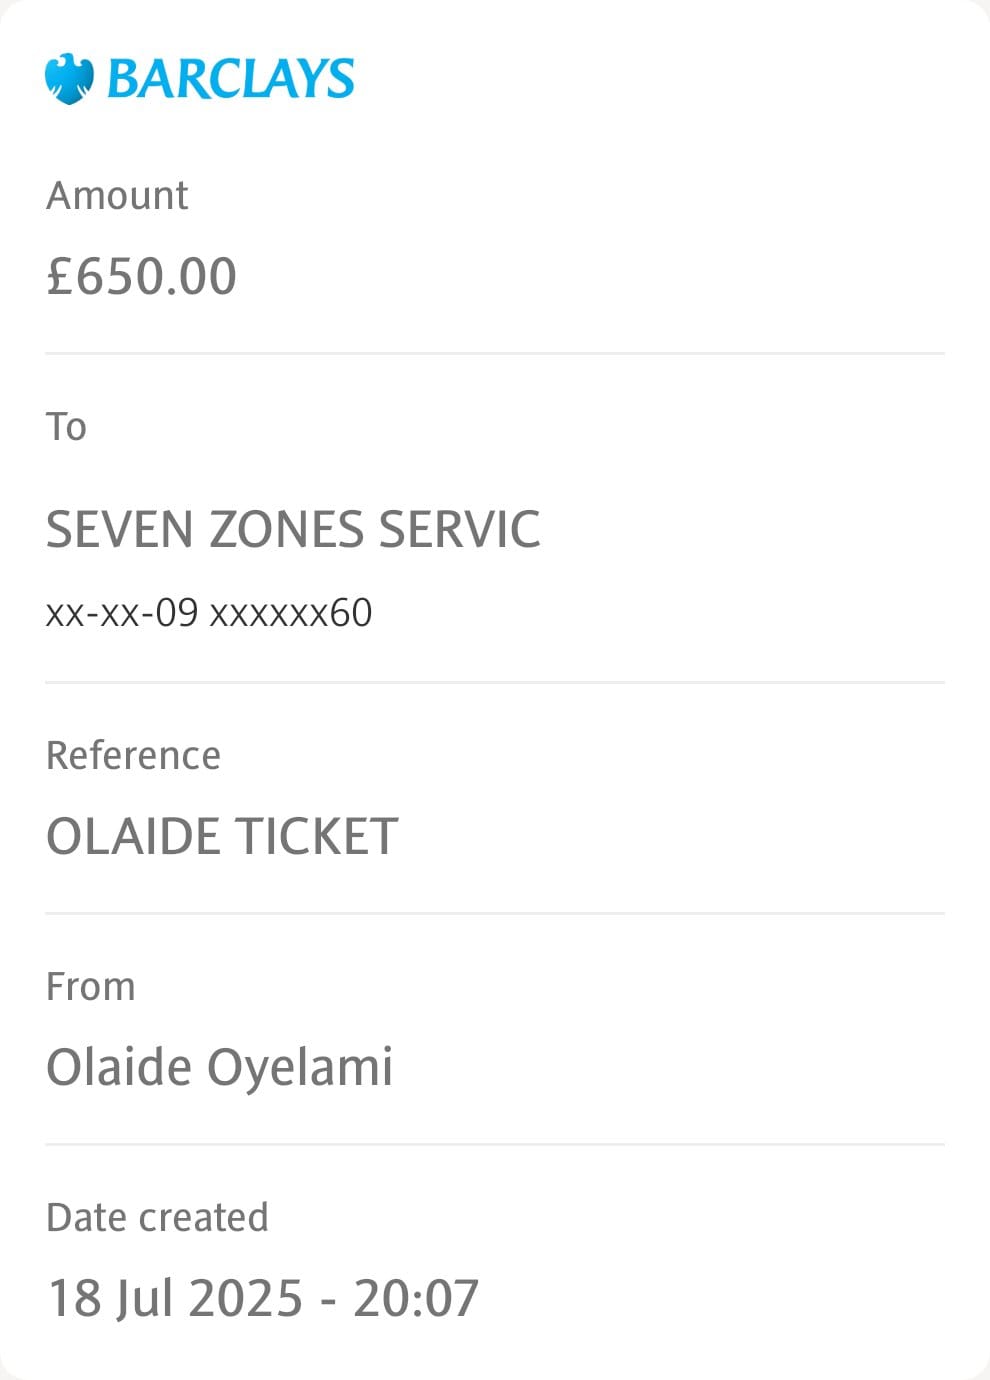 BARCLAYS
Amount
£650.00
To
SEVEN ZONES SERVIC
xx-xx-09 xxxxxx60
Reference
OLAIDE TICKET
From
Olaide Oyelami
Date created
18 Jul 2025 - 20:07